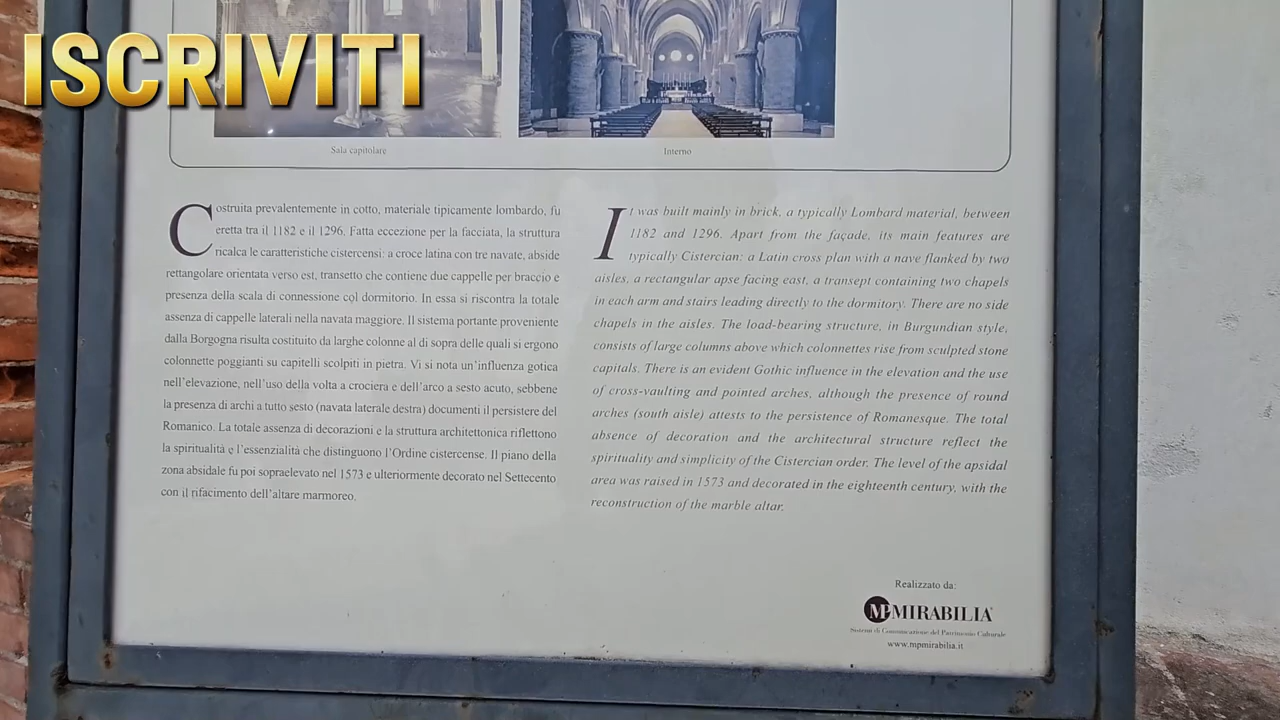 ISCRIVITI
Sala capitolare
Interno
Costruita prevalentemente in cotto, materiale tipicamente lombardo, fu
eretta tra il 1182 e il 1296. Fatta eccezione per la facciata, la struttura
ricalca le caratteristiche cistercensi: a croce latina con tre navate, abside
rettangolare orientata verso est, transetto che contiene due cappelle per braccio e
presenza della scala di connessione col dormitorio. In essa si riscontra la totale
assenza di cappelle laterali nella navata maggiore. Il sistema portante proveniente
dalla Borgogna risulta costituito da larghe colonne al di sopra delle quali si ergono
colonnette poggianti su capitelli scolpiti in pietra. Vi si nota un'influenza gotica
nell'elevazione, nell'uso della volta a crociera e dell'arco a sesto acuto, sebbene
la presenza di archi a tutto sesto (navata laterale destra) documenti il persistere del
Romanico. La totale assenza di decorazioni e la struttura architettonica riflettono
la spiritualità e l'essenzialità che distinguono l'Ordine cistercense. Il piano della
zona absidale fu poi sopraelevato nel 1573 e ulteriormente decorato nel Settecento
con il rifacimento dell'altare marmoreo.
It was built mainly in brick, a typically Lombard material, between
1182 and 1296. Apart from the façade, its main features are
typically Cistercian: a Latin cross plan with a nave flanked by two
aisles, a rectangular apse facing east, a transept containing two chapels
in each arm and stairs leading directly to the dormitory. There are no side
chapels in the aisles. The load-bearing structure, in Burgundian style,
consists of large columns above which colonnettes rise from sculpted stone
capitals. There is an evident Gothic influence in the elevation and the use
of cross-vaulting and pointed arches, although the presence of round
arches (south aisle) attests to the persistence of Romanesque. The total
absence of decoration and the architectural structure reflect the
spirituality and simplicity of the Cistercian order. The level of the apsidal
area was raised in 1573 and decorated in the eighteenth century, with the
reconstruction of the marble altar.
Realizzato da:
MP MIRABILIA
Sistemi di Comunicazione del Patrimonio Culturale
www.mpmirabilia.it